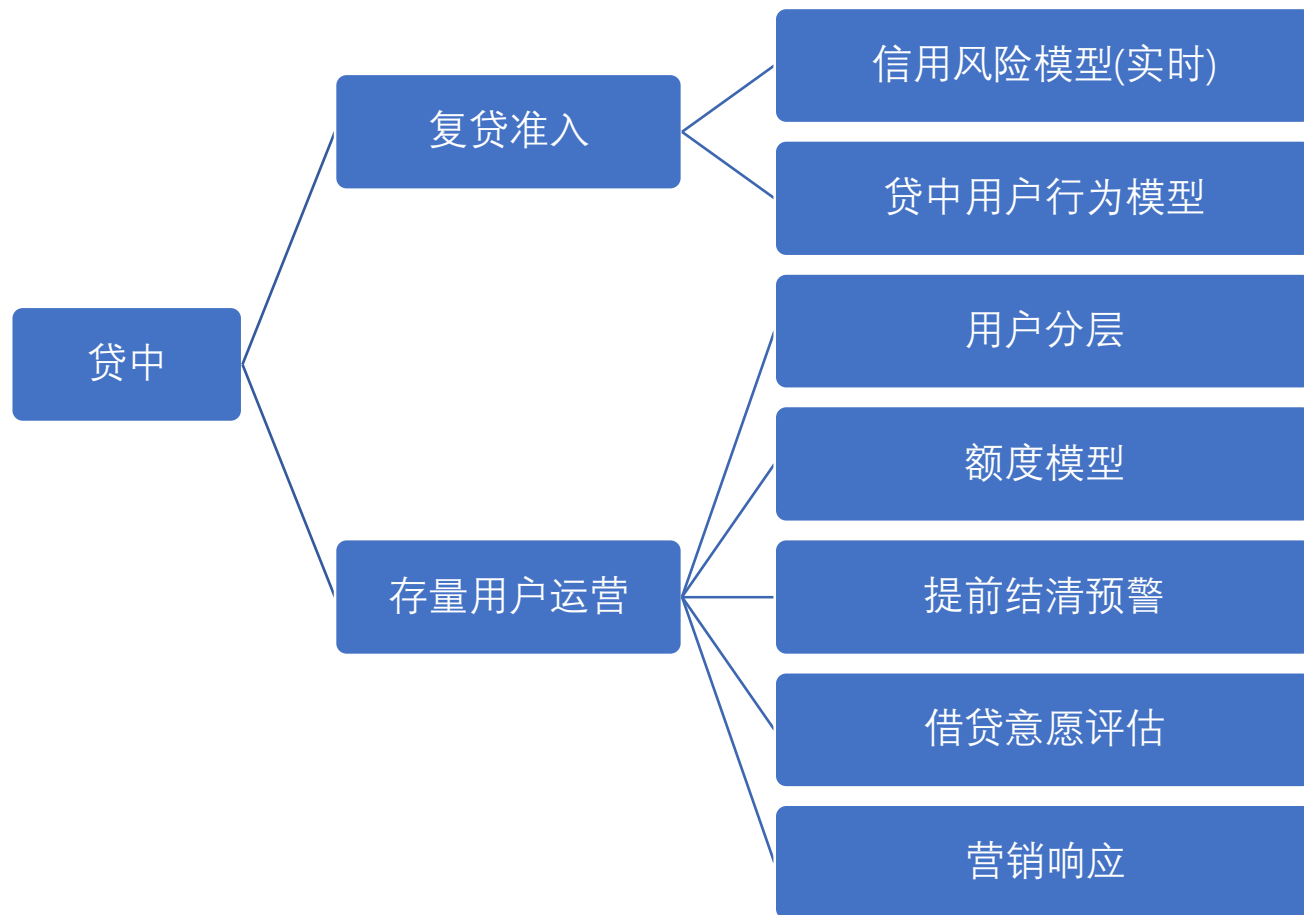 贷中
复贷准入
信用风险模型(实时)
贷中用户行为模型
存量用户运营
用户分层
额度模型
提前结清预警
借贷意愿评估
营销响应